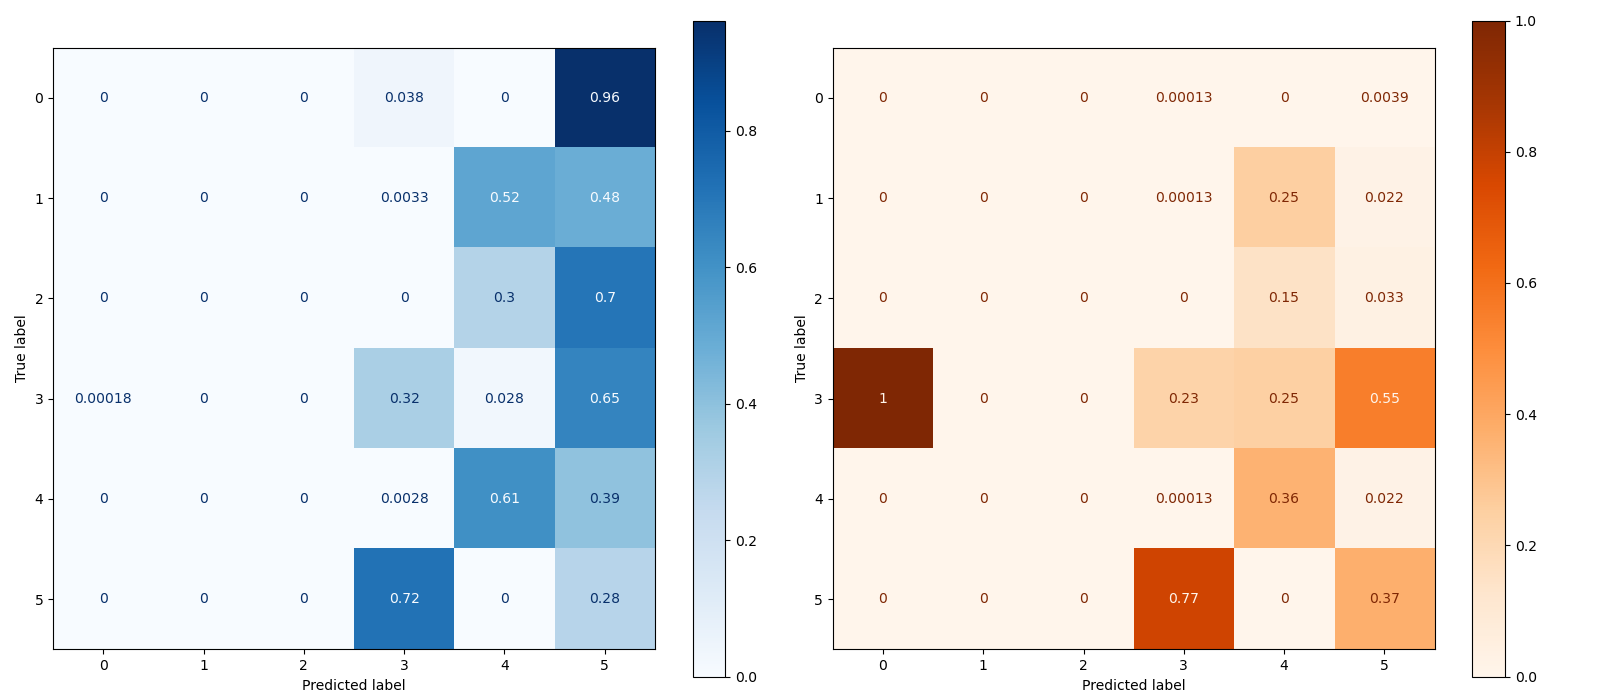 0 0 0 0 0.038 0 0.96
1 0 0 0 0.0033 0.52 0.48
2 0 0 0 0 0.3 0.7
3 0.00018 0 0 0.32 0.028 0.65
4 0 0 0 0.0028 0.61 0.39
5 0 0 0 0.72 0 0.28
0 1 2 3 4 5
True label
Predicted label
0.8
0.6
0.4
0.2
0.0
0 0 0 0 0.00013 0 0.0039
1 0 0 0 0.00013 0.25 0.022
2 0 0 0 0 0.15 0.033
3 1 0 0 0.23 0.25 0.55
4 0 0 0 0.00013 0.36 0.022
5 0 0 0 0.77 0 0.37
0 1 2 3 4 5
True label
Predicted label
1.0
0.8
0.6
0.4
0.2
0.0